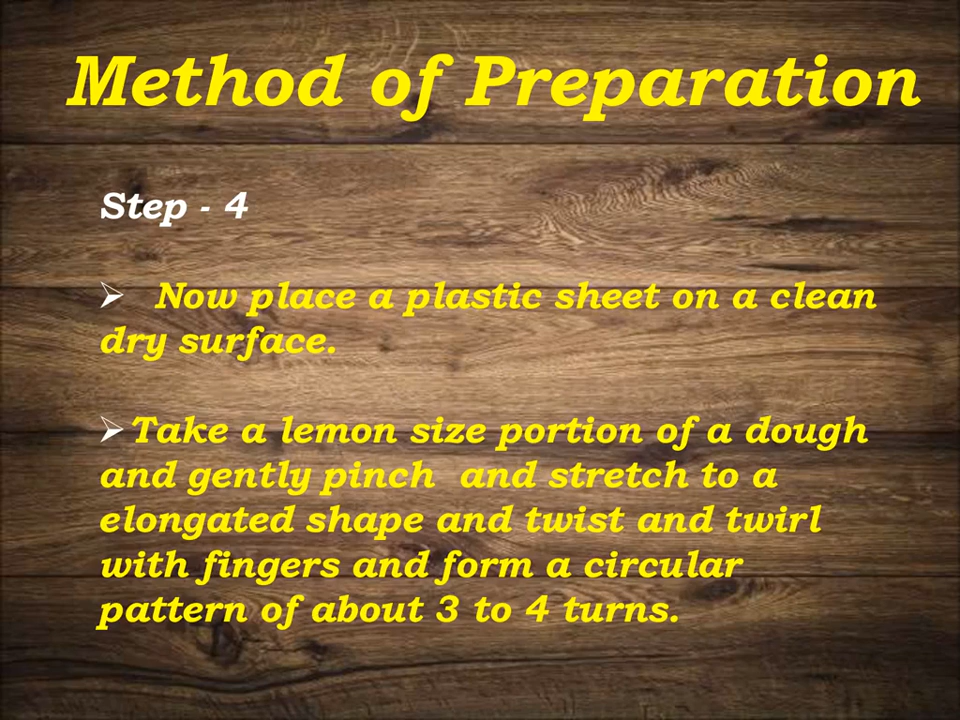 Method of Preparation
Step - 4
➢ Now place a plastic sheet on a clean
dry surface.
➢Take a lemon size portion of a dough
and gently pinch  and stretch to a
elongated shape and twist and twirl
with fingers and form a circular
pattern of about 3 to 4 turns.